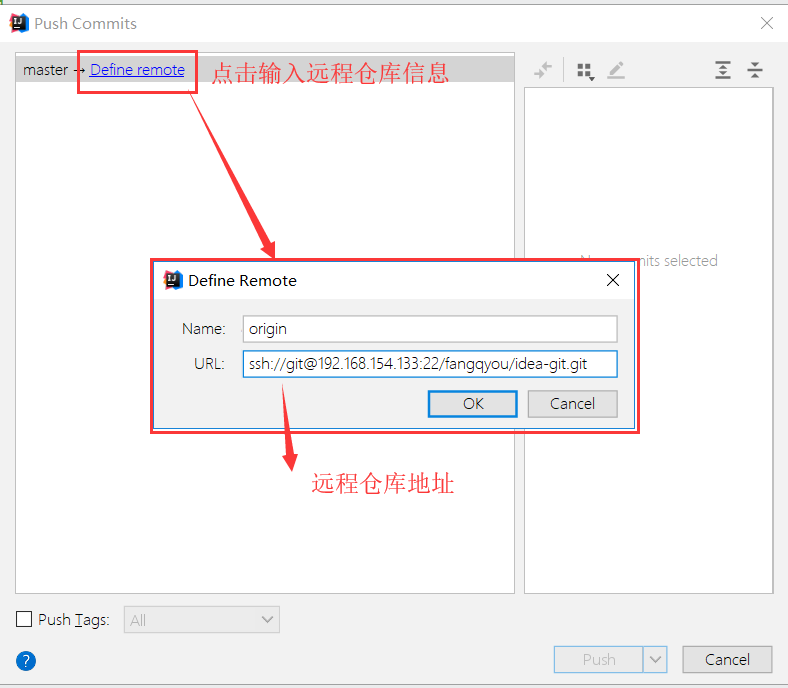 Push Commits
master → Define remote
点击输入远程仓库信息
its selected
Define Remote
Name: origin
URL: ssh://git@192.168.154.133:22/fangqyou/idea-git.git
OK Cancel
远程仓库地址
Push Tags: All
?
Push Cancel